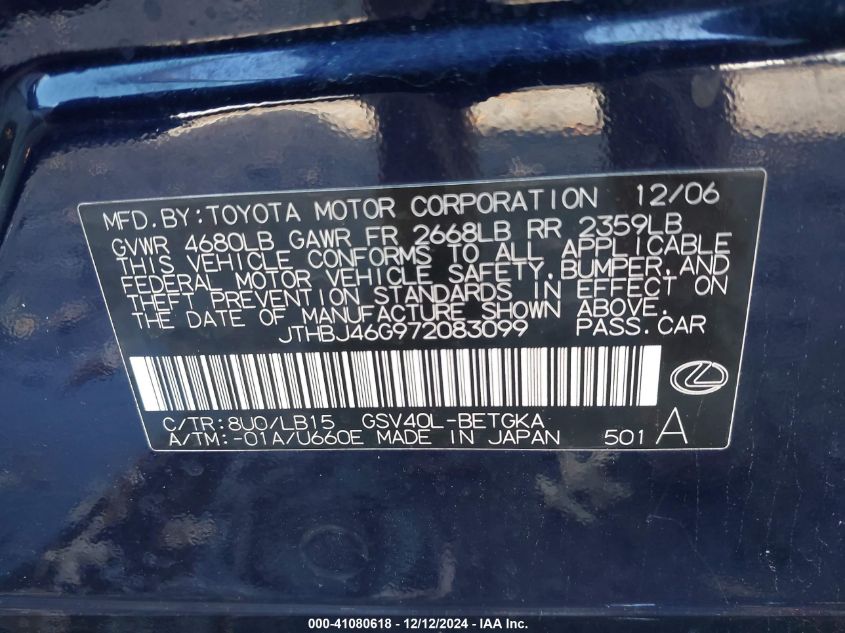 MFD.BY:TOYOTA MOTOR CORPORATION 12/06
GVWR 4680LB GAWR FR 2668LB RR 2359LB
THIS VEHICLE CONFORMS TO ALL APPLICABLE
FEDERAL MOTOR VEHICLE SAFETY,BUMPER,AND
THEFT PREVENTION STANDARDS IN EFFECT ON
THE DATE OF MANUFACTURE SHOWN ABOVE.
JTHBJ46G972083099 PASS.CAR
C/TR:8U0/LB15 GSV40L-BETGKA
A/TM:-01A/U660E MADE IN JAPAN 501 A
000-41080618 - 12/12/2024 - IAA Inc.